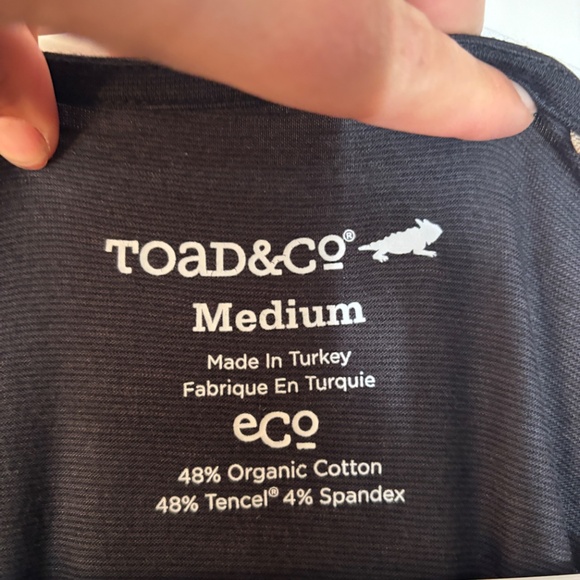 TOAD&CO®
Medium
Made In Turkey
Fabrique En Turquie
eco
48% Organic Cotton
48% Tencel® 4% Spandex